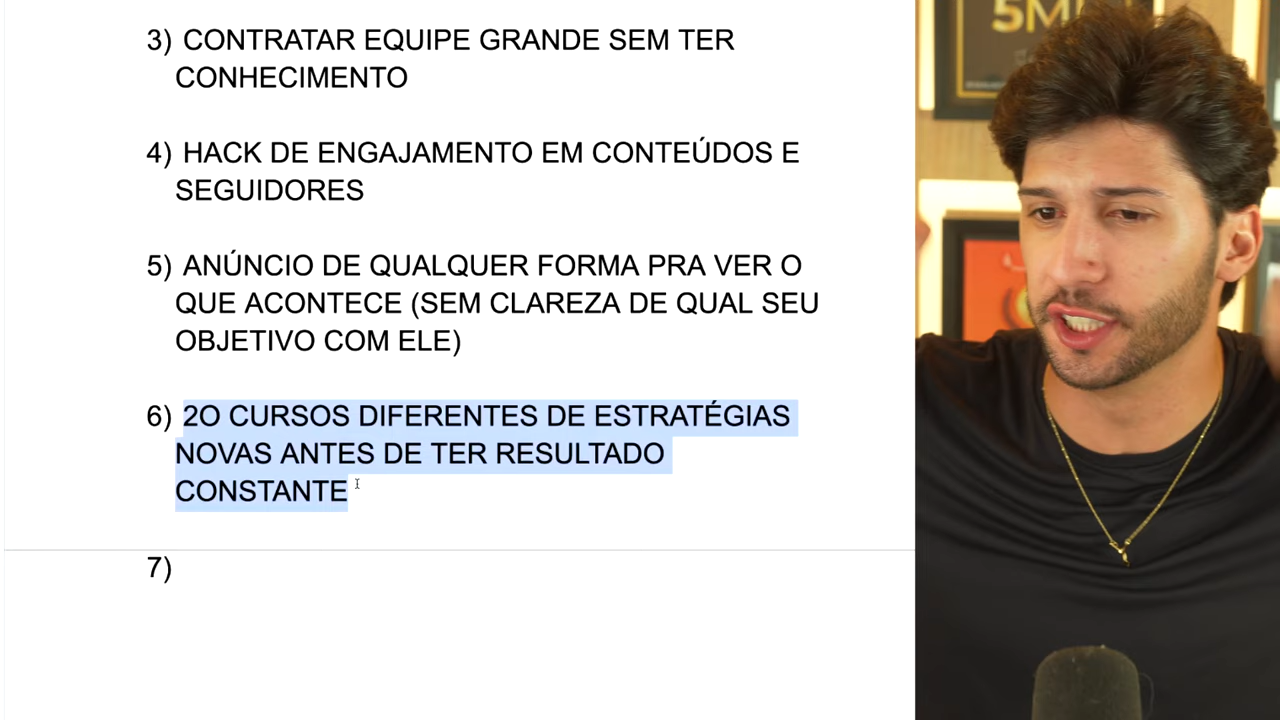 3) CONTRATAR EQUIPE GRANDE SEM TER
CONHECIMENTO
4) HACK DE ENGAJAMENTO EM CONTEÚDOS E
SEGUIDORES
5) ANÚNCIO DE QUALQUER FORMA PRA VER O
QUE ACONTECE (SEM CLAREZA DE QUAL SEU
OBJETIVO COM ELE)
6) 2O CURSOS DIFERENTES DE ESTRATÉGIAS
NOVAS ANTES DE TER RESULTADO
CONSTANTE
7)
5M